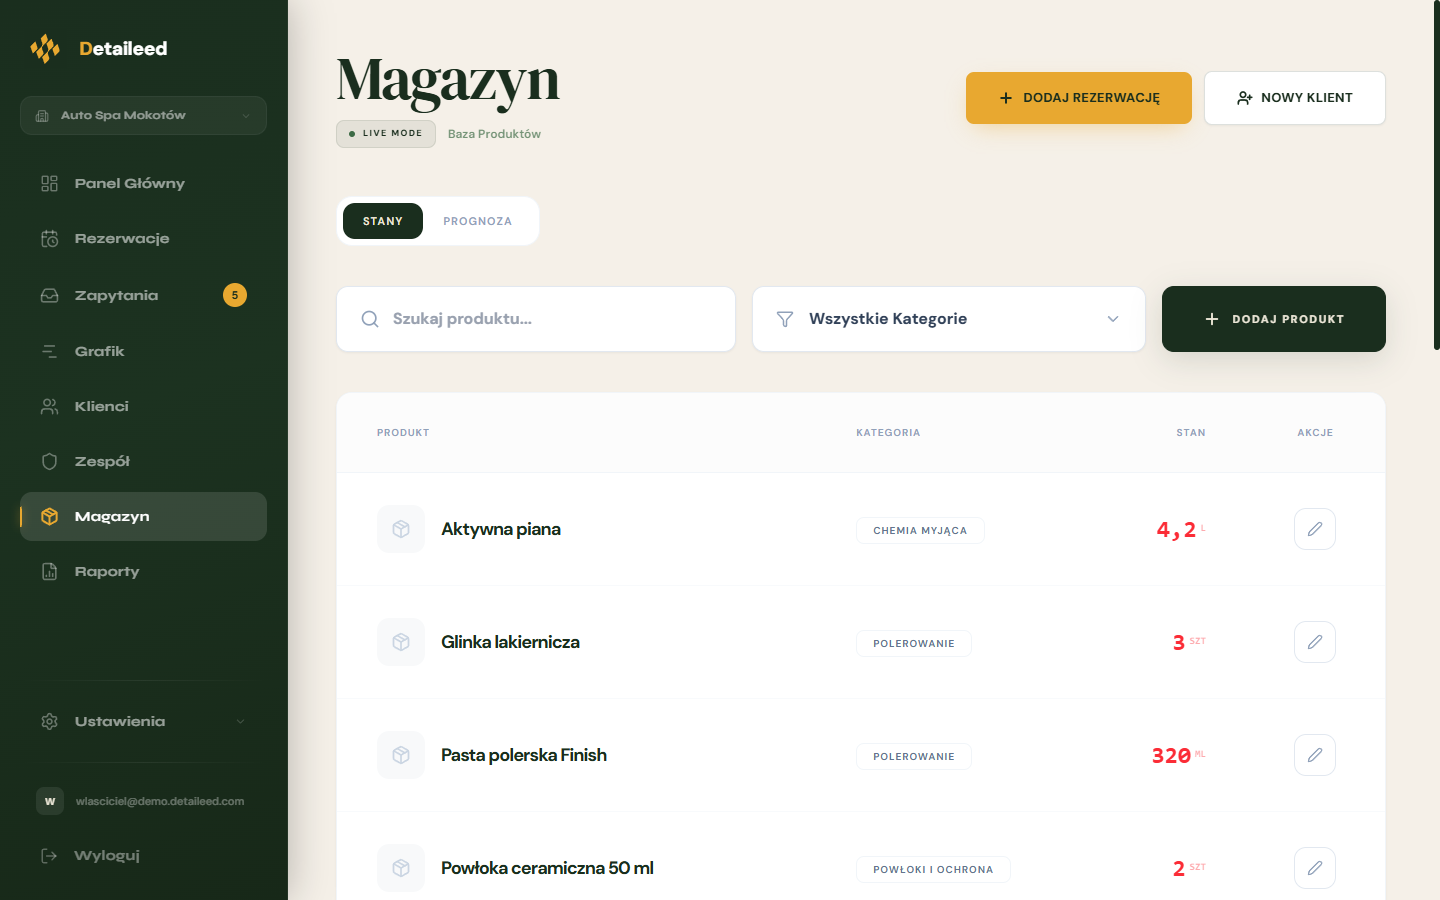 Detaileed
Auto Spa Mokotów
Panel Główny
Rezerwacje
Zapytania
5
Grafik
Klienci
Zespół
Magazyn
Raporty
Ustawienia
W
wlasciciel@demo.detaileed.com
Wyloguj
Magazyn
LIVE MODE
Baza Produktów
DODAJ REZERWACJĘ
NOWY KLIENT
STANY
PROGNOZA
Szukaj produktu...
Wszystkie Kategorie
DODAJ PRODUKT
PRODUKT
KATEGORIA
STAN
AKCJE
Aktywna piana
CHEMIA MYJĄCA
4,2 L
Glinka lakiernicza
POLEROWANIE
3 SZT
Pasta polerska Finish
POLEROWANIE
320 ML
Powłoka ceramiczna 50 ml
POWŁOKI I OCHRONA
2 SZT